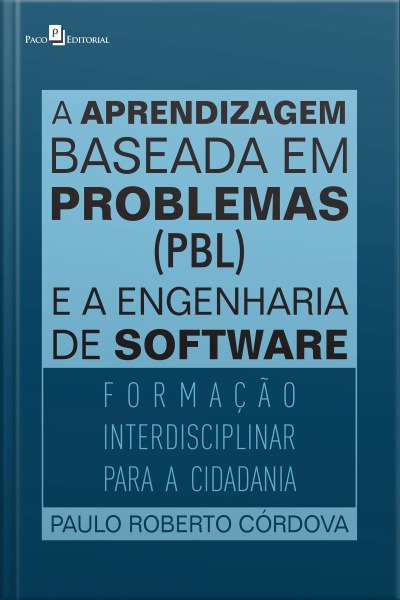 PACO P EDITORIAL
A APRENDIZAGEM
BASEADA EM
PROBLEMAS
(PBL)
E A ENGENHARIA
DE SOFTWARE
FORMAÇÃO
INTERDISCIPLINAR
PARA A CIDADANIA
PAULO ROBERTO CÓRDOVA